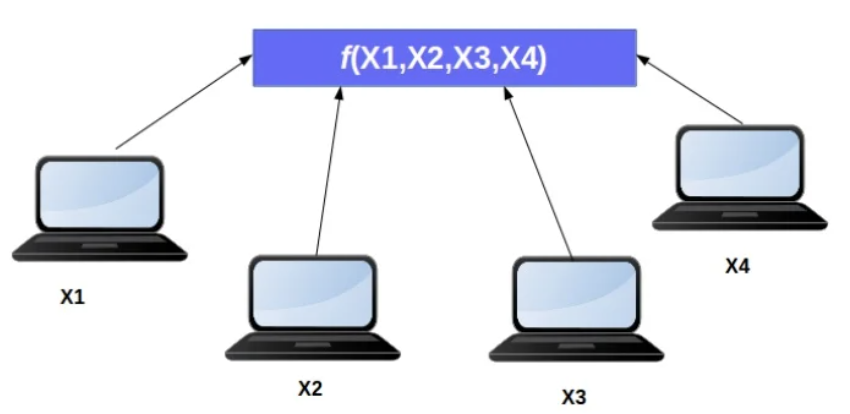 f(X1,X2,X3,X4)
X1
X2
X3
X4